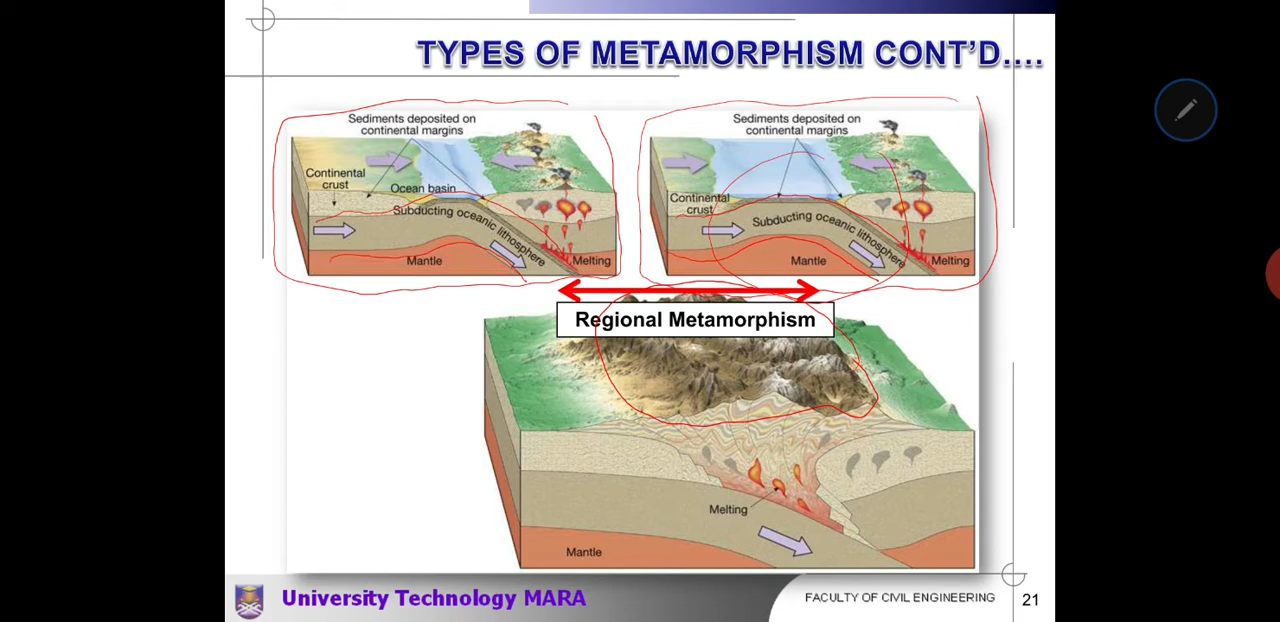 TYPES OF METAMORPHISM CONT'D....
Sediments deposited on
continental margins
Continental
crust
Ocean basin
Subducting oceanic lithosphere
Mantle
Melting
Sediments deposited on
continental margins
Continental
crust
Subducting oceanic lithosphere
Mantle
Melting
Regional Metamorphism
Melting
Mantle
University Technology MARA
FACULTY OF CIVIL ENGINEERING
21